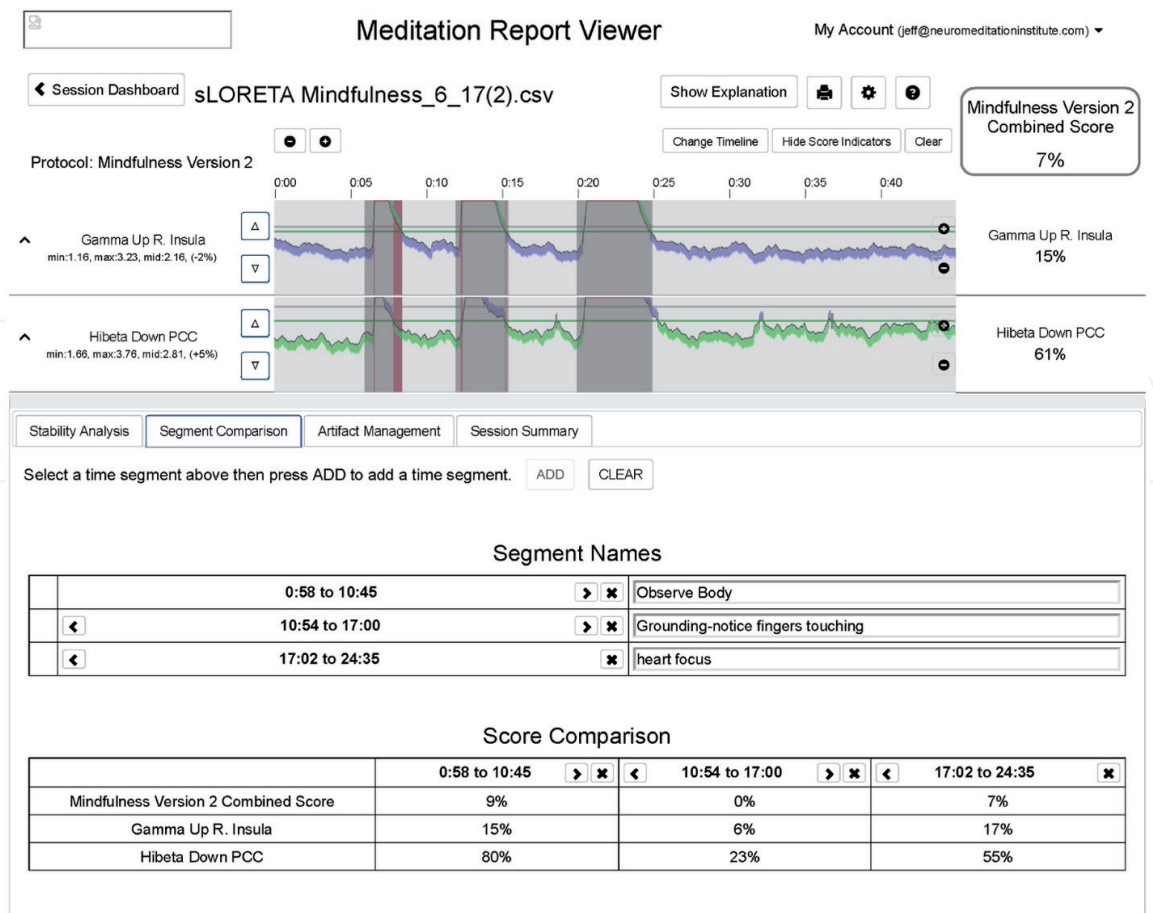 Meditation Report Viewer
My Account (jeff@neuromeditationinstitute.com)
Session Dashboard
sLORETA Mindfulness_6_17(2).csv
Show Explanation
Mindfulness Version 2
Combined Score
7%
Change Timeline
Hide Score Indicators
Clear
Protocol: Mindfulness Version 2
0:00 0:05 0:10 0:15 0:20 0:25 0:30 0:35 0:40
Gamma Up R. Insula
min:1.16, max:3.23, mid:2.16, (-2%)
Gamma Up R. Insula
15%
Hibeta Down PCC
min:1.66, max:3.76, mid:2.81, (+5%)
Hibeta Down PCC
61%
Stability Analysis
Segment Comparison
Artifact Management
Session Summary
Select a time segment above then press ADD to add a time segment.
ADD
CLEAR
Segment Names
0:58 to 10:45 Observe Body
10:54 to 17:00 Grounding-notice fingers touching
17:02 to 24:35 heart focus
Score Comparison
0:58 to 10:45 10:54 to 17:00 17:02 to 24:35
Mindfulness Version 2 Combined Score 9% 0% 7%
Gamma Up R. Insula 15% 6% 17%
Hibeta Down PCC 80% 23% 55%